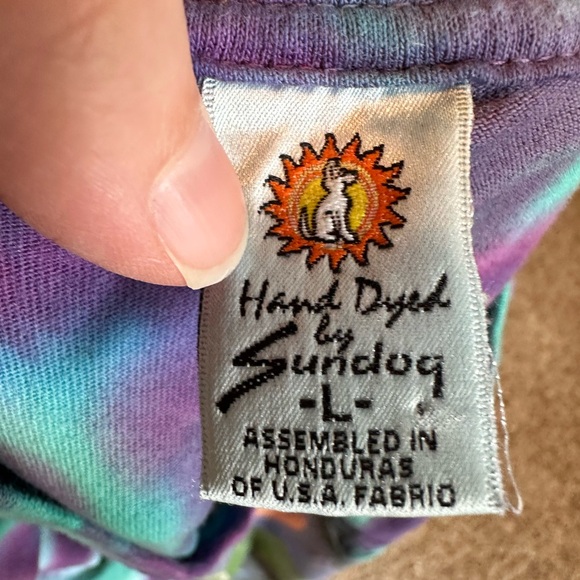 Hand Dyed
by
Sundog
-L-
ASSEMBLED IN
HONDURAS
OF U.S.A. FABRIC